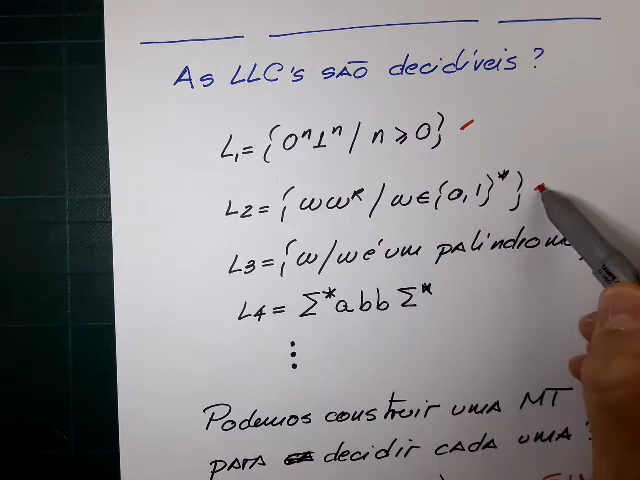 As LLC's são decidíveis?
L1 = {0ⁿ1ⁿ / n ≥ 0}
L2 = {ωωᴿ / ω ∈ {0,1}*}
L3 = {ω / ω é um palíndromo
L4 = Σ*abbΣ*
⋮
Podemos construir uma MT
para decidir cada uma?